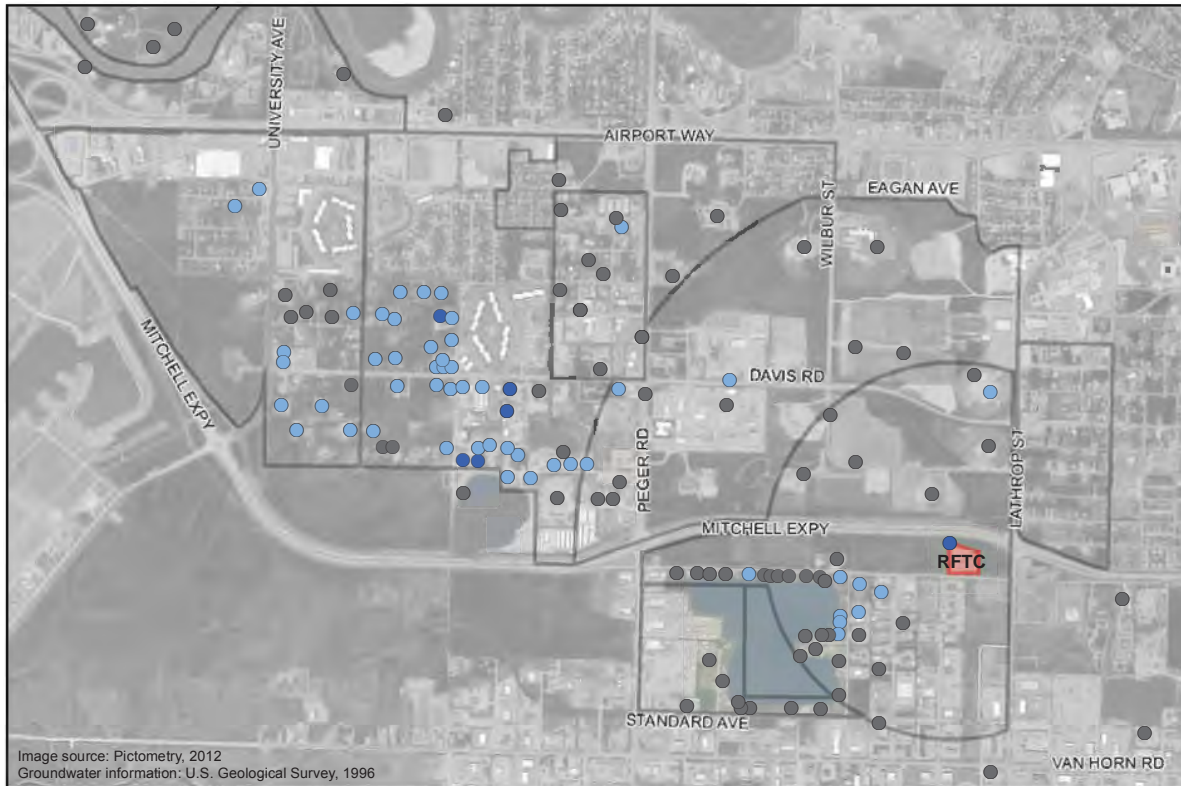 UNIVERSITY AVE
AIRPORT WAY
EAGAN AVE
WILBUR ST
MITCHELL EXPY
DAVIS RD
PEGER RD
LATHROP ST
MITCHELL EXPY
RFTC
STANDARD AVE
VAN HORN RD
Image source: Pictometry, 2012
Groundwater information: U.S. Geological Survey, 1996